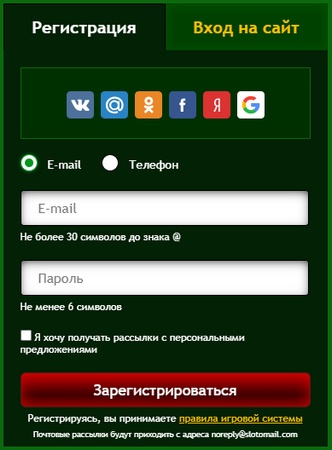 Регистрация
Вход на сайт
E-mail
Телефон
E-mail
Не более 30 символов до знака @
Пароль
Не менее 6 символов
Я хочу получать рассылки с персональными
предложениями
Зарегистрироваться
Регистрируясь, вы принимаете правила игровой системы
Почтовые рассылки будут приходить с адреса noreply@slotomail.com